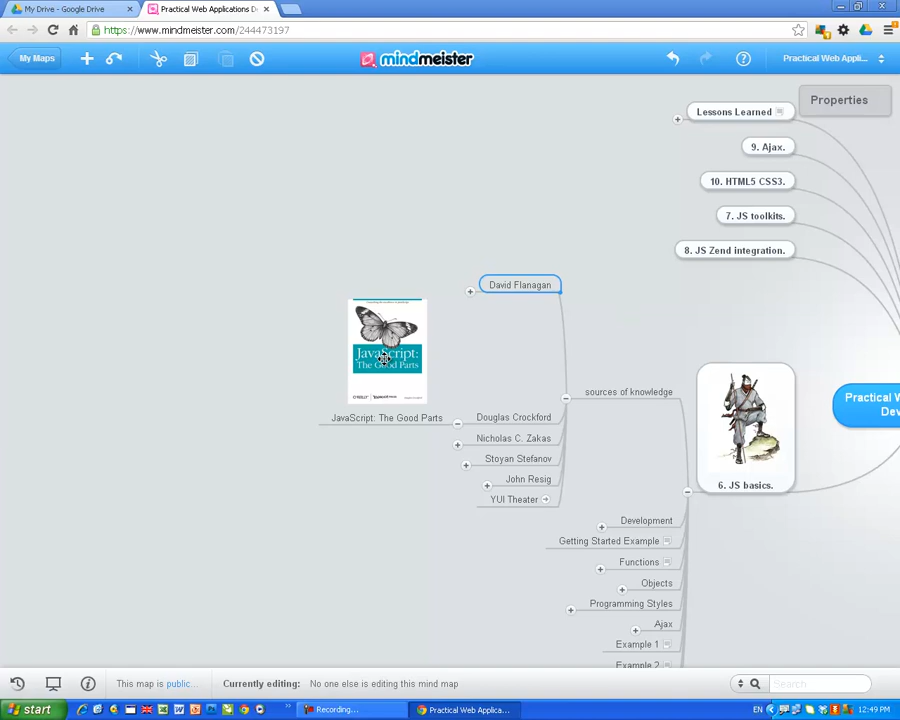 My Drive - Google Drive
Practical Web Applications D
https://www.mindmeister.com/244473197
My Maps
mindmeister
Practical Web Appli...
Properties
Lessons Learned
9. Ajax.
10. HTML5 CSS3.
7. JS toolkits.
8. JS Zend integration.
David Flanagan
JavaScript:
The Good Parts
JavaScript: The Good Parts
sources of knowledge
Douglas Crockford
Nicholas C. Zakas
Stoyan Stefanov
John Resig
YUI Theater
Practical W
Dev
6. JS basics.
Development
Getting Started Example
Functions
Objects
Programming Styles
Ajax
Example 1
Example 2
This map is public...
Currently editing: No one else is editing this mind map
Search
start
Recording...
Practical Web Applica...
EN
12:49 PM